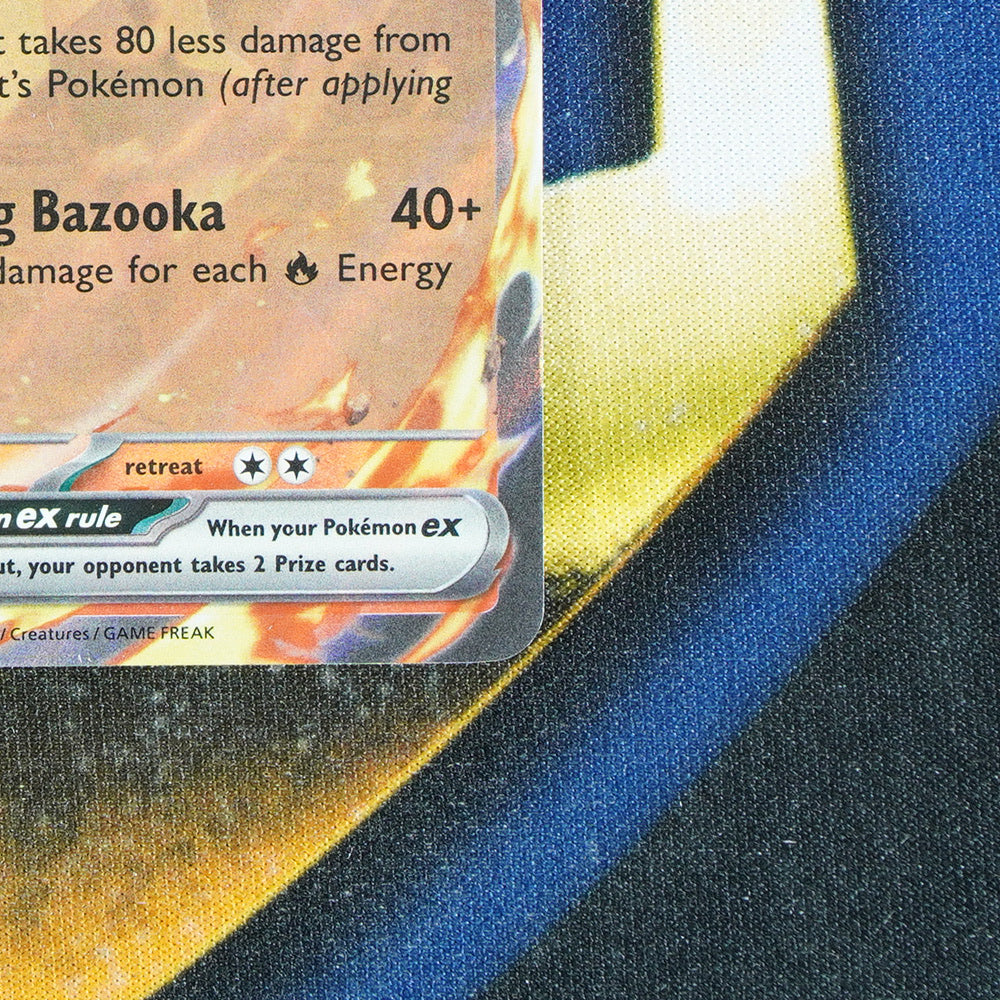 t takes 80 less damage from
t's Pokémon (after applying
g Bazooka 40+
damage for each Energy
retreat
n ex rule When your Pokémon ex
ut, your opponent takes 2 Prize cards.
/ Creatures / GAME FREAK